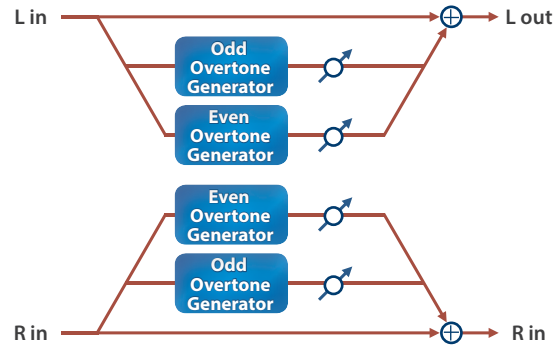 L in
L out
Odd
Overtone
Generator
Even
Overtone
Generator
Even
Overtone
Generator
Odd
Overtone
Generator
R in
R in